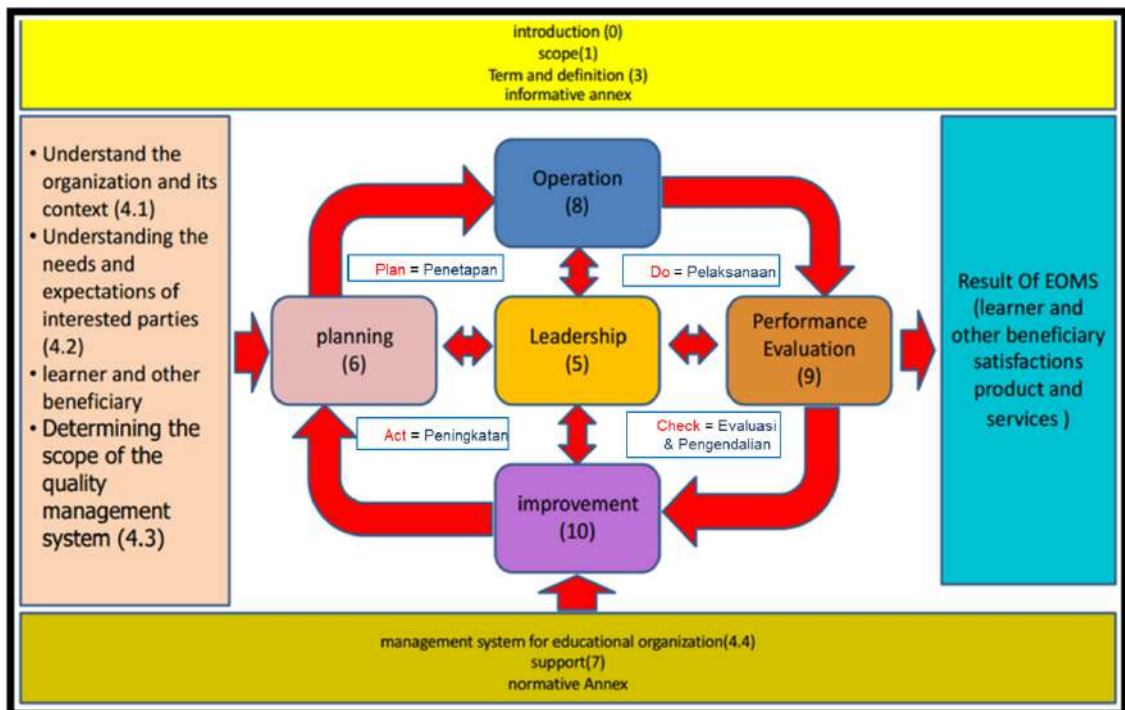 introduction (0)
scope(1)
Term and definition (3)
informative annex
• Understand the
organization and its
context (4.1)
• Understanding the
needs and
expectations of
interested parties
(4.2)
• learner and other
beneficiary
• Determining the
scope of the
quality
management
system (4.3)
Operation
(8)
Plan = Penetapan
Do = Pelaksanaan
planning
(6)
Leadership
(5)
Performance
Evaluation
(9)
Act = Peningkatan
Check = Evaluasi
& Pengendalian
improvement
(10)
Result Of EOMS
(learner and
other beneficiary
satisfactions
product and
services )
management system for educational organization(4.4)
support(7)
normative Annex